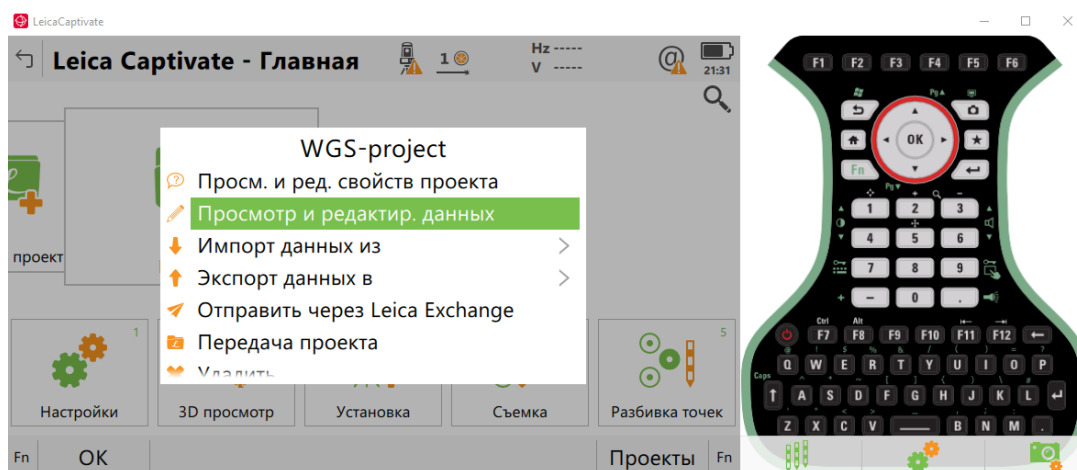 LeicaCaptivate
Leica Captivate - Главная
1
Hz -----
V -----
21:31
WGS-project
Просм. и ред. свойств проекта
Просмотр и редактир. данных
Импорт данных из
Экспорт данных в
Отправить через Leica Exchange
Передача проекта
Удалить
проект
1
5
Настройки
3D просмотр
Установка
Съемка
Разбивка точек
Fn
OK
Проекты
Fn
F1 F2 F3 F4 F5 F6
Pg
OK
Fn
Pg
1 2 3
4 5 6
7 8 9
+ - 0 .
Ctrl Alt
F7 F8 F9 F10 F11 F12
@ ! $ % & / ( ) = ?
Q W E R T Y U I O P
Caps
A S D F G H J K L
Z X C V B N M .